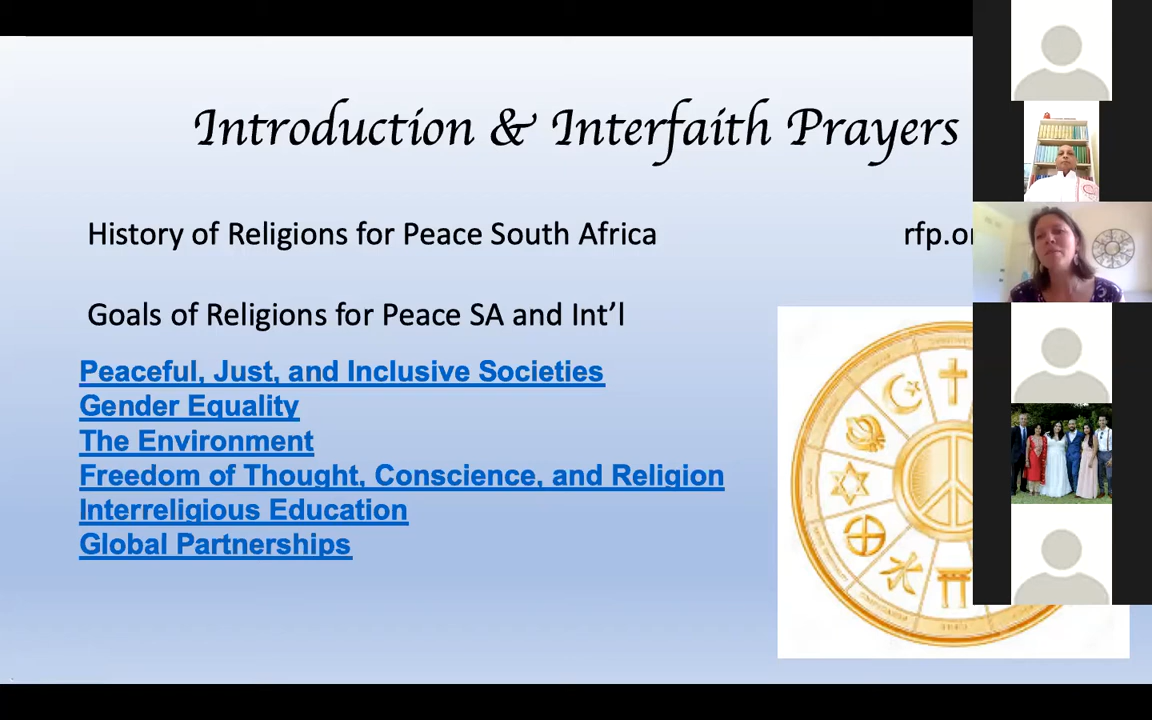 Introduction & Interfaith Prayers
History of Religions for Peace South Africa rfp.or
Goals of Religions for Peace SA and Int’l
Peaceful, Just, and Inclusive Societies
Gender Equality
The Environment
Freedom of Thought, Conscience, and Religion
Interreligious Education
Global Partnerships